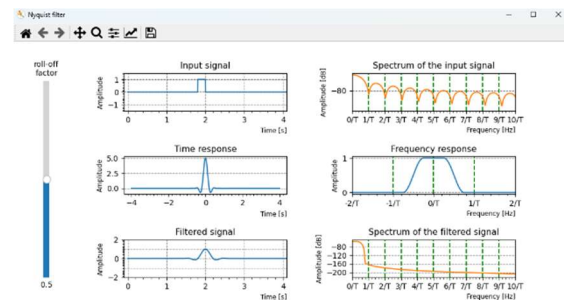 Nyquist filter
roll-off
factor
0.5
Input signal
Amplitude
1
0
−1
0 1 2 3 4
Time [s]
Spectrum of the input signal
Amplitude [dB]
−80
0/T 1/T 2/T 3/T 4/T 5/T 6/T 7/T 8/T 9/T 10/T
Frequency [Hz]
Time response
Amplitude
5.0
2.5
0.0
−4 −2 0 2 4
Time [s]
Frequency response
Amplitude
1
0
-2/T -1/T 0/T 1/T 2/T
Frequency [Hz]
Filtered signal
Amplitude
2
0
−2
0 1 2 3 4
Time [s]
Spectrum of the filtered signal
Amplitude [dB]
−80
−120
−160
−200
0/T 1/T 2/T 3/T 4/T 5/T 6/T 7/T 8/T 9/T 10/T
Frequency [Hz]